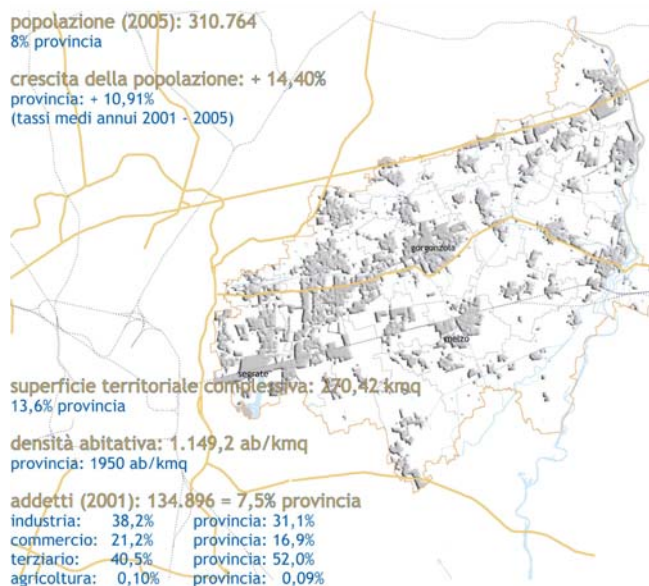 popolazione (2005): 310.764
8% provincia
crescita della popolazione: + 14,40%
provincia: + 10,91%
(tassi medi annui 2001 - 2005)
gorgonzola
melzo
segrate
superficie territoriale complessiva: 270,42 kmq
13,6% provincia
densità abitativa: 1.149,2 ab/kmq
provincia: 1950 ab/kmq
addetti (2001): 134.896 = 7,5% provincia
industria: 38,2% provincia: 31,1%
commercio: 21,2% provincia: 16,9%
terziario: 40,5% provincia: 52,0%
agricoltura: 0,10% provincia: 0,09%